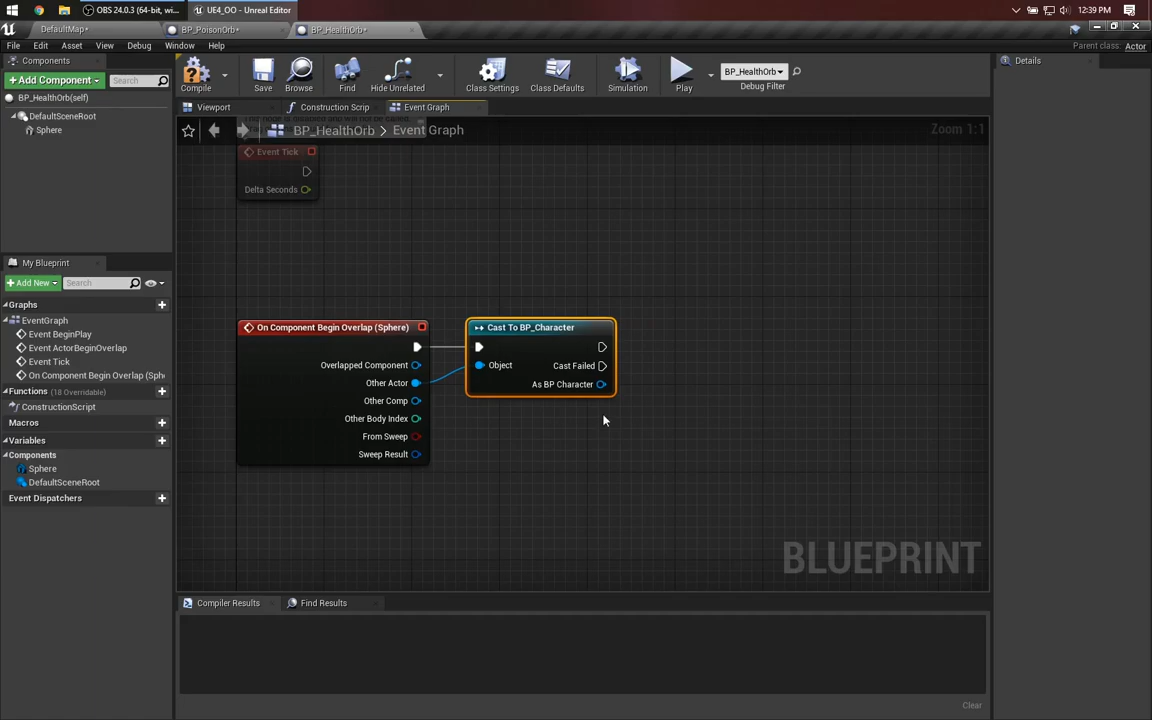 OBS 24.0.3 (64-bit, w...
UE4_OO - Unreal Editor
12:39 PM
DefaultMap*
BP_PoisonOrb*
BP_HealthOrb*
File
Edit
Asset
View
Debug
Window
Help
Parent class: Actor
Components
Add Component
Search
BP_HealthOrb(self)
DefaultSceneRoot
Sphere
Compile
Save
Browse
Find
Hide Unrelated
Class Settings
Class Defaults
Simulation
Play
BP_HealthOrb
Debug Filter
Details
Viewport
Construction Scrip
Event Graph
BP_HealthOrb > Event Graph
Zoom 1:1
Event Tick
Delta Seconds
On Component Begin Overlap (Sphere)
Overlapped Component
Other Actor
Other Comp
Other Body Index
From Sweep
Sweep Result
Cast To BP_Character
Object
Cast Failed
As BP Character
BLUEPRINT
My Blueprint
Add New
Search
Graphs
EventGraph
Event BeginPlay
Event ActorBeginOverlap
Event Tick
On Component Begin Overlap (Sph
Functions (18 Overridable)
ConstructionScript
Macros
Variables
Components
Sphere
DefaultSceneRoot
Event Dispatchers
Compiler Results
Find Results
Clear